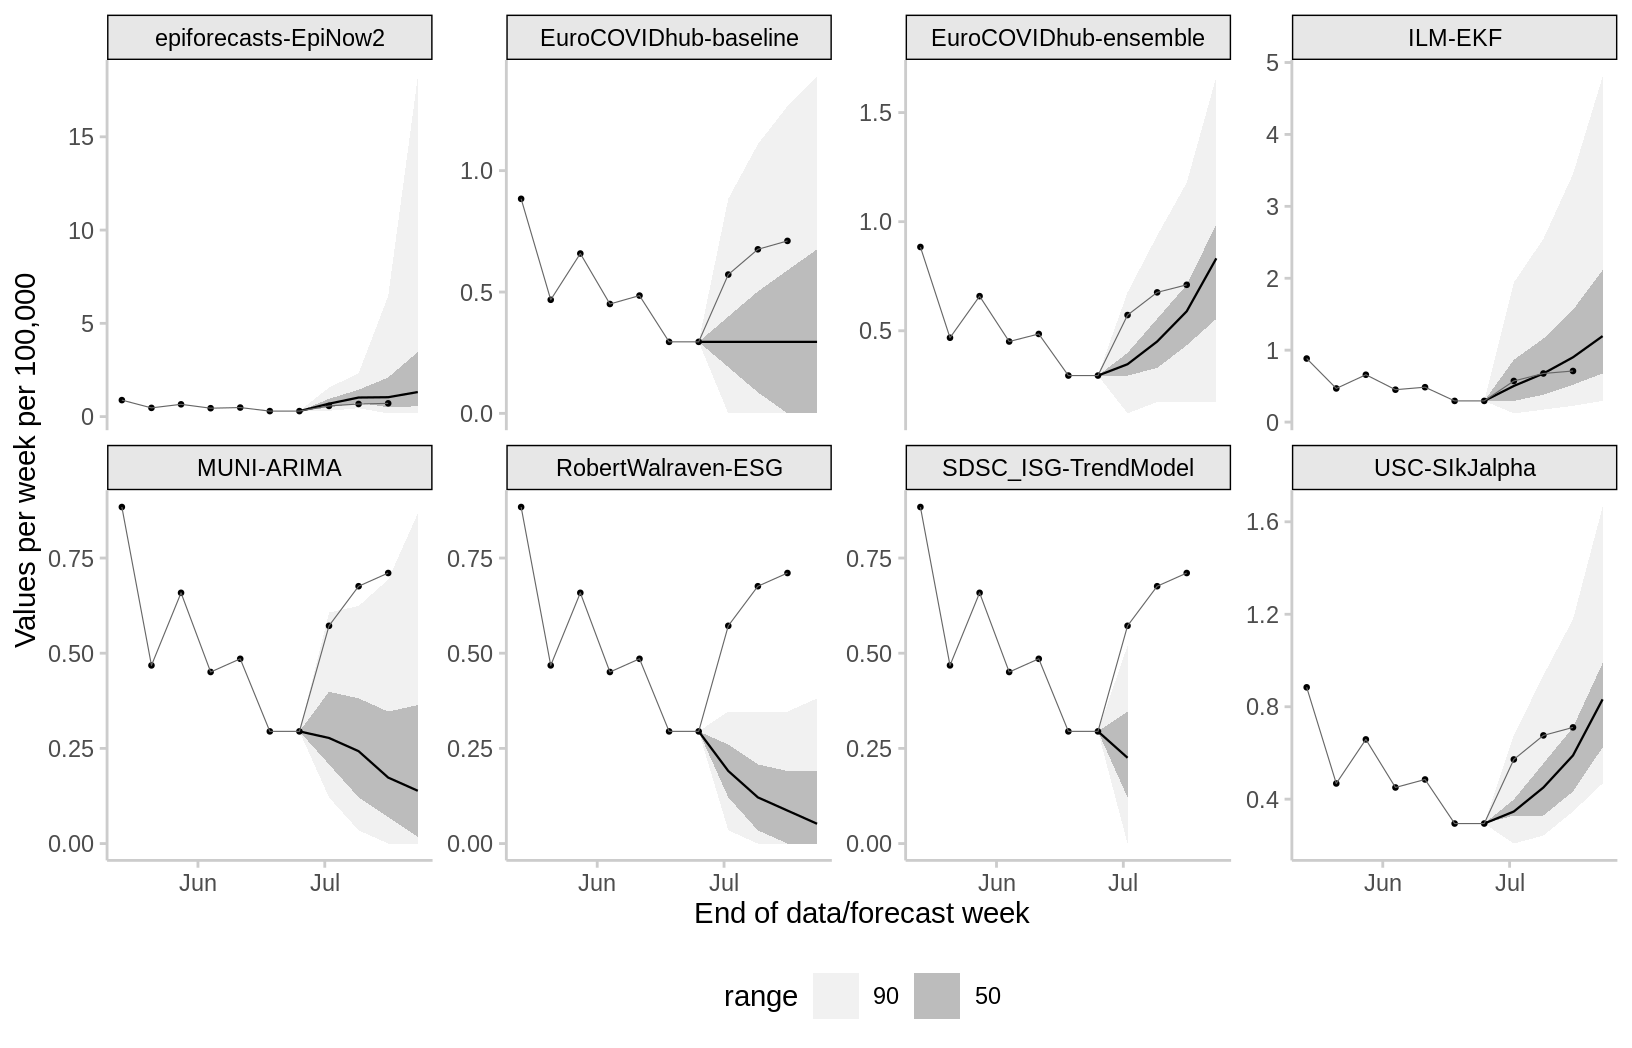 epiforecasts-EpiNow2
EuroCOVIDhub-baseline
EuroCOVIDhub-ensemble
ILM-EKF
15
10
5
0
1.0
0.5
0.0
1.5
1.0
0.5
5
4
3
2
1
0
Values per week per 100,000
MUNI-ARIMA
RobertWalraven-ESG
SDSC_ISG-TrendModel
USC-SIkJalpha
0.75
0.50
0.25
0.00
0.75
0.50
0.25
0.00
0.75
0.50
0.25
0.00
1.6
1.2
0.8
0.4
Jun Jul
Jun Jul
Jun Jul
Jun Jul
End of data/forecast week
range 90 50